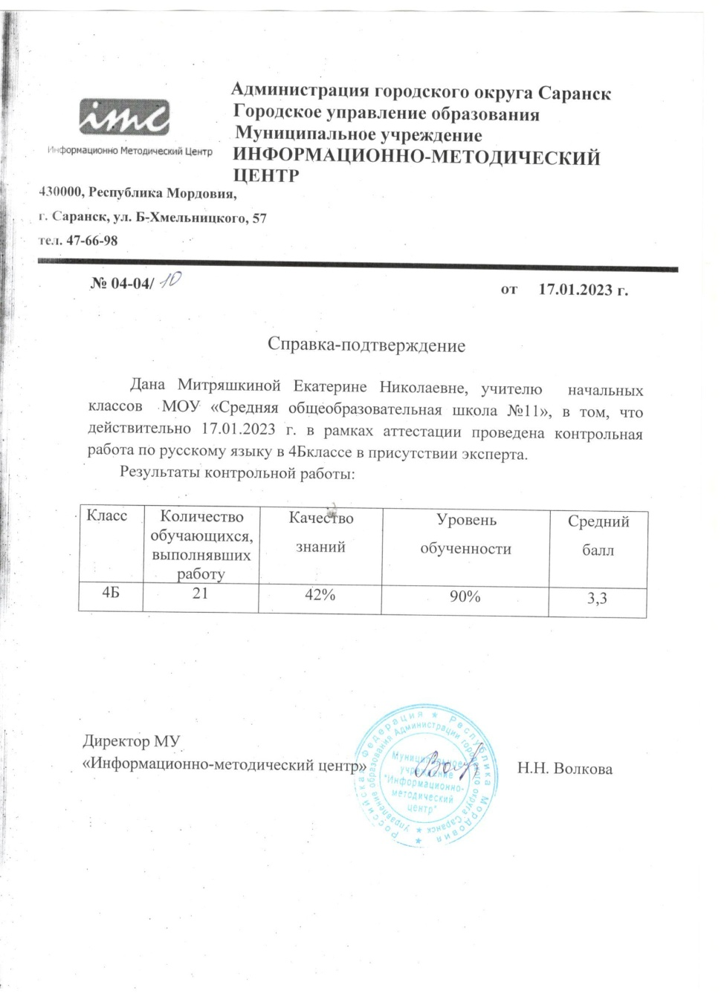 imc
Информационно Методический Центр
Администрация городского округа Саранск
Городское управление образования
Муниципальное учреждение
ИНФОРМАЦИОННО-МЕТОДИЧЕСКИЙ
ЦЕНТР
430000, Республика Мордовия,
г. Саранск, ул. Б-Хмельницкого, 57
тел. 47-66-98
№ 04-04/ 10
от 17.01.2023 г.
Справка-подтверждение
Дана Митряшкиной Екатерине Николаевне, учителю начальных
классов МОУ «Средняя общеобразовательная школа №11», в том, что
действительно 17.01.2023 г. в рамках аттестации проведена контрольная
работа по русскому языку в 4Бклассе в присутствии эксперта.
Результаты контрольной работы:
Класс
Количество
обучающихся,
выполнявших
работу
Качество
знаний
Уровень
обученности
Средний
балл
4Б 21 42% 90% 3,3
Директор МУ
«Информационно-методический центр»
Н.Н. Волкова
Российская Федерация ★ Республика Мордовия ★
Управление образования Администрации городского округа Саранск ★
Муниципальное
учреждение
"Информационно-
методический
центр"